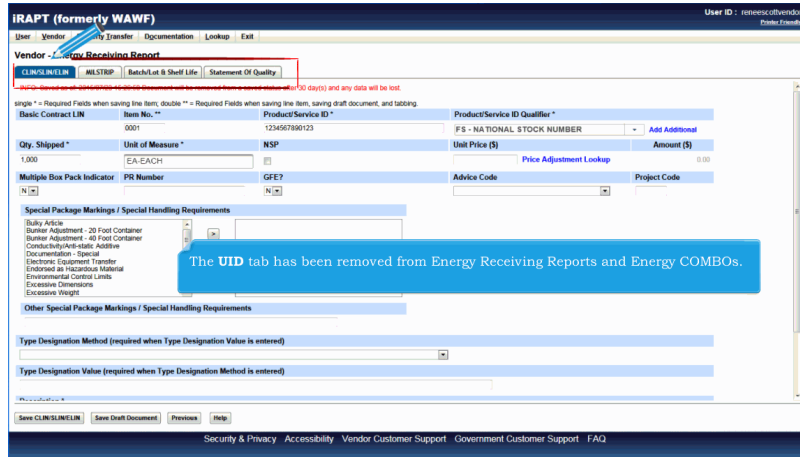 iRAPT (formerly WAWF)
User ID : reneescottvendo
Printer Friendly
User Vendor Transfer Documentation Lookup Exit
Vendor - Energy Receiving Report
CLIN/SLIN/ELIN MILSTRIP Batch/Lot & Shelf Life Statement Of Quality
INFO: Saved as of: Document will be removed from a saved status after 30 day(s) and any data will be lost.
single * = Required Fields when saving line item; double ** = Required Fields when saving line item, saving draft document, and tabbing.
Basic Contract LIN Item No. ** Product/Service ID * Product/Service ID Qualifier *
0001 1234567890123 FS - NATIONAL STOCK NUMBER Add Additional
Qty. Shipped * Unit of Measure * NSP Unit Price ($) Amount ($)
1,000 EA-EACH Price Adjustment Lookup 0.00
Multiple Box Pack Indicator PR Number GFE? Advice Code Project Code
N N
Special Package Markings / Special Handling Requirements
Bulky Article
Bunker Adjustment - 20 Foot Container
Bunker Adjustment - 40 Foot Container
>
Conductivity/Anti-static Additive
Documentation - Special
Electronic Equipment Transfer
Endorsed as Hazardous Material
Environmental Control Limits
Excessive Dimensions
Excessive Weight
The UID tab has been removed from Energy Receiving Reports and Energy COMBOs.
Other Special Package Markings / Special Handling Requirements
Type Designation Method (required when Type Designation Value is entered)
Type Designation Value (required when Type Designation Method is entered)
Description *
Save CLIN/SLIN/ELIN Save Draft Document Previous Help
Security & Privacy Accessibility Vendor Customer Support Government Customer Support FAQ